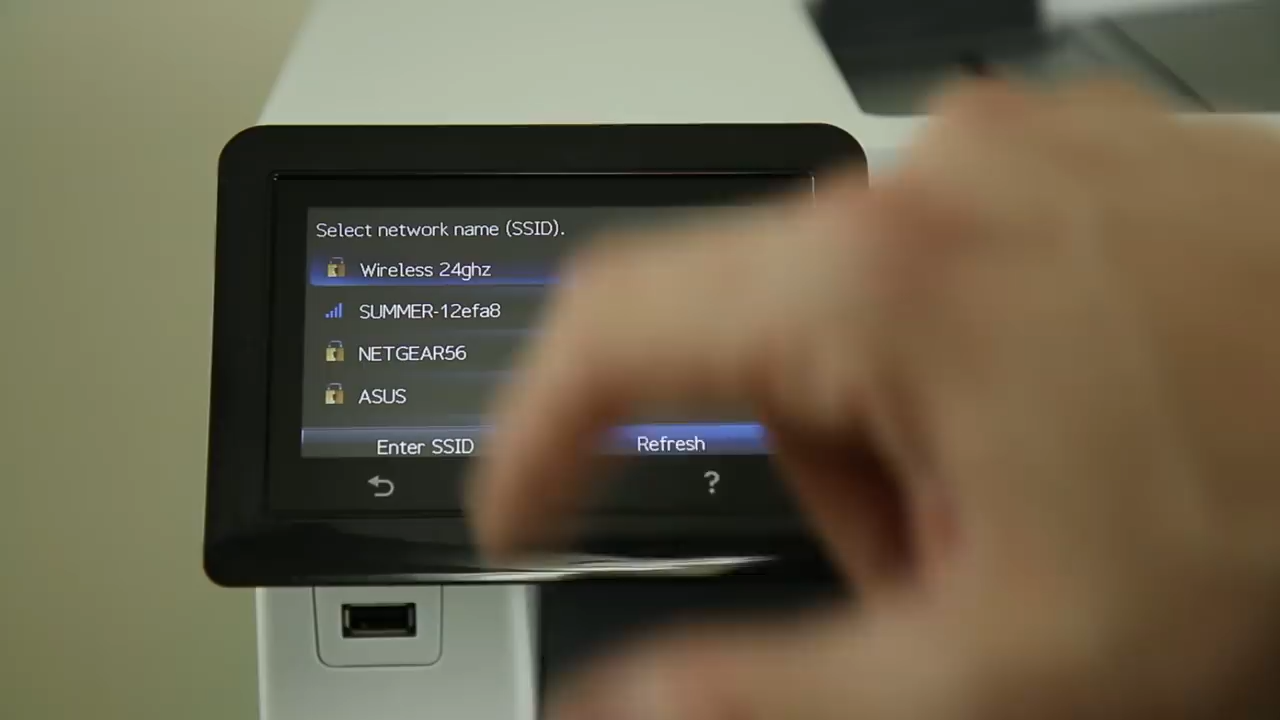 Select network name (SSID).
Wireless 24ghz
SUMMER-12efa8
NETGEAR56
ASUS
Enter SSID
Refresh
?